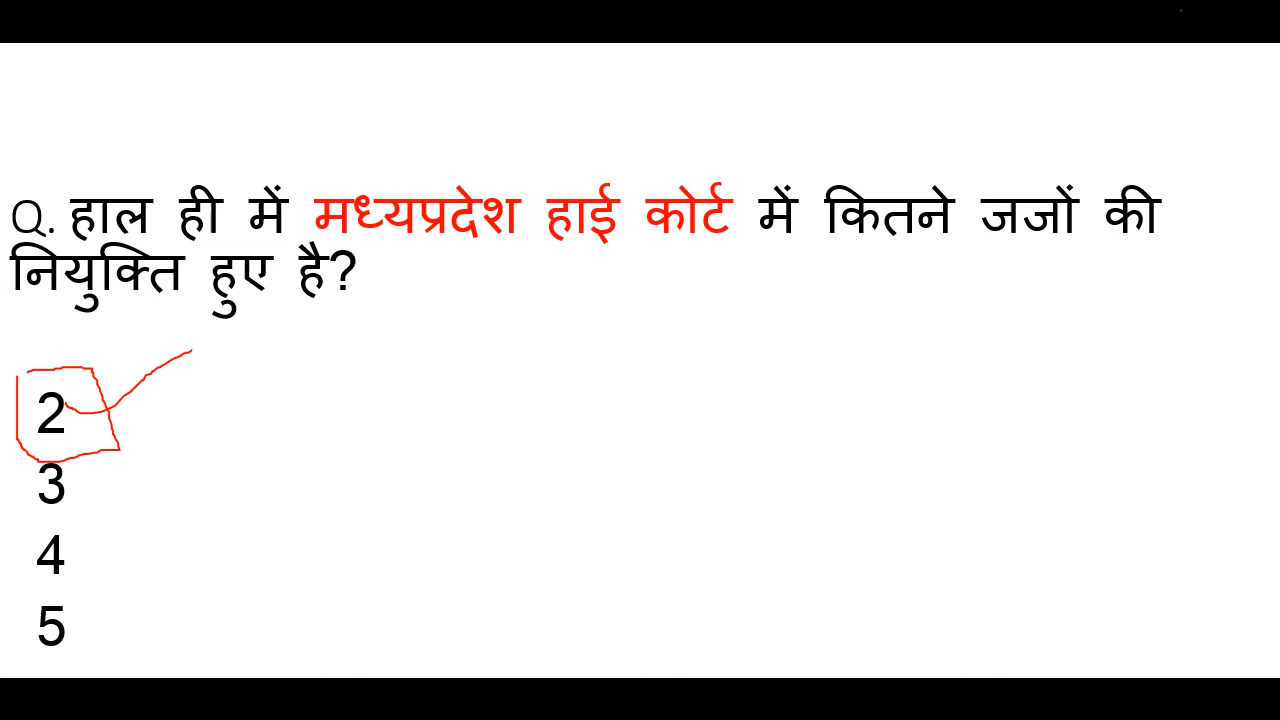 Q. हाल ही में मध्यप्रदेश हाई कोर्ट में कितने जजों की
नियुक्ति हुए है?
2
3
4
5